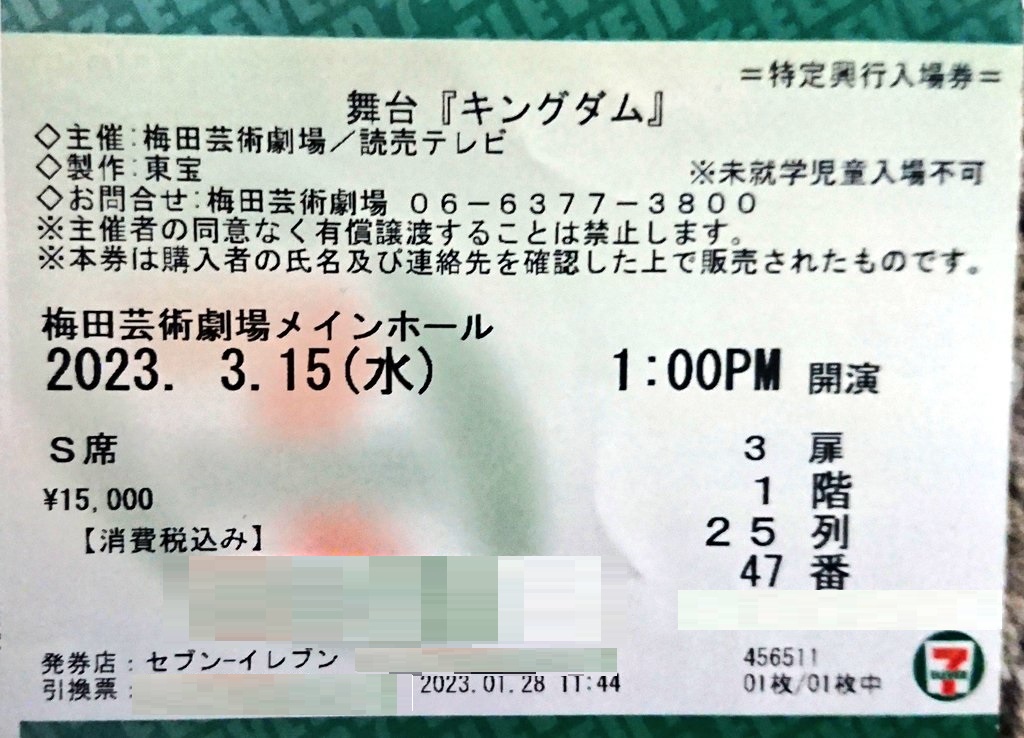 ＝特定興行入場券＝
舞台『キングダム』
◇主催：梅田芸術劇場／読売テレビ
◇製作：東宝
※未就学児童入場不可
◇お問合せ：梅田芸術劇場 ０６－６３７７－３８００
※主催者の同意なく有償譲渡することは禁止します。
※本券は購入者の氏名及び連絡先を確認した上で販売されたものです。
梅田芸術劇場メインホール
2023. 3.15(水) 1:00PM 開演
Ｓ席 ３ 扉
¥15,000 １ 階
【消費税込み】 ２５ 列
47 番
発券店：セブン-イレブン
引換票：
2023.01.28 11:44
456511
01枚/01枚中
7
ELEVEN